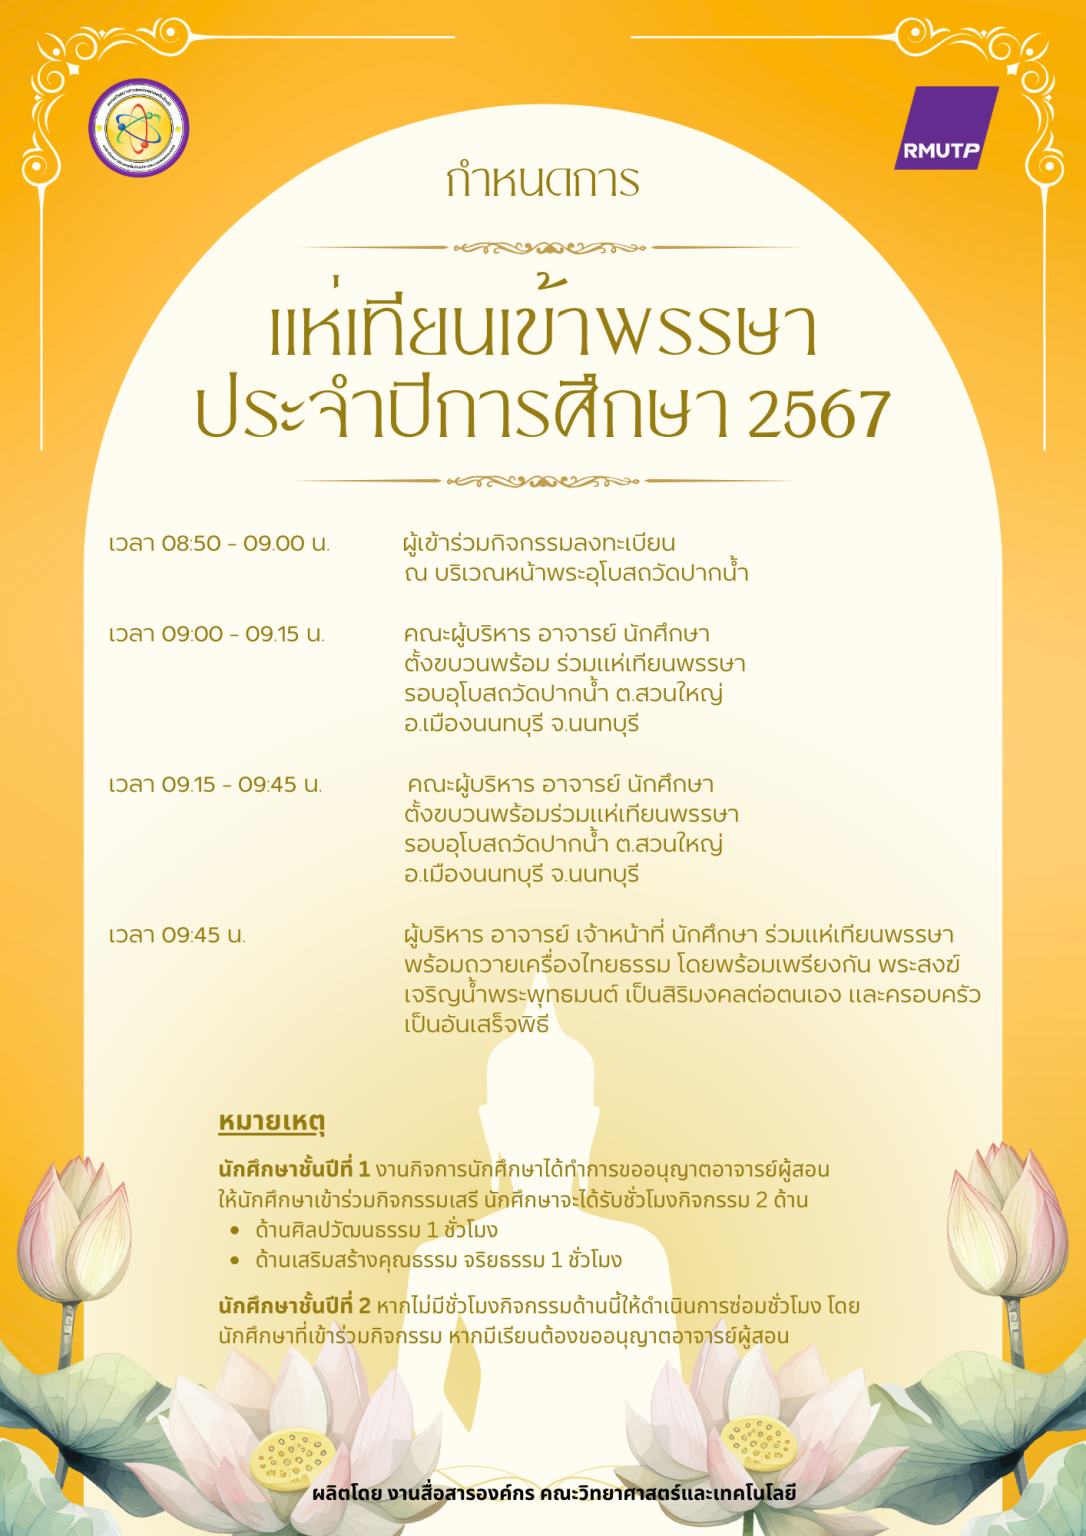 RMUTP
กำหนดการ
แห่เทียนเข้าพรรษา
ประจำปีการศึกษา 2567
เวลา 08:50 - 09.00 น.
ผู้เข้าร่วมกิจกรรมลงทะเบียน
ณ บริเวณหน้าพระอุโบสถวัดปากน้ำ
เวลา 09:00 - 09.15 น.
คณะผู้บริหาร อาจารย์ นักศึกษา
ตั้งขบวนพร้อม ร่วมแห่เทียนพรรษา
รอบอุโบสถวัดปากน้ำ ต.สวนใหญ่
อ.เมืองนนทบุรี จ.นนทบุรี
เวลา 09.15 - 09:45 น.
คณะผู้บริหาร อาจารย์ นักศึกษา
ตั้งขบวนพร้อมร่วมแห่เทียนพรรษา
รอบอุโบสถวัดปากน้ำ ต.สวนใหญ่
อ.เมืองนนทบุรี จ.นนทบุรี
เวลา 09:45 น.
ผู้บริหาร อาจารย์ เจ้าหน้าที่ นักศึกษา ร่วมแห่เทียนพรรษา
พร้อมถวายเครื่องไทยธรรม โดยพร้อมเพรียงกัน พระสงฆ์
เจริญน้ำพระพุทธมนต์ เป็นสิริมงคลต่อตนเอง และครอบครัว
เป็นอันเสร็จพิธี
หมายเหตุ
นักศึกษาชั้นปีที่ 1 งานกิจการนักศึกษาได้ทำการขออนุญาตอาจารย์ผู้สอน
ให้นักศึกษาเข้าร่วมกิจกรรมเสรี นักศึกษาจะได้รับชั่วโมงกิจกรรม 2 ด้าน
• ด้านศิลปวัฒนธรรม 1 ชั่วโมง
• ด้านเสริมสร้างคุณธรรม จริยธรรม 1 ชั่วโมง
นักศึกษาชั้นปีที่ 2 หากไม่มีชั่วโมงกิจกรรมด้านนี้ให้ดำเนินการซ่อมชั่วโมง โดย
นักศึกษาที่เข้าร่วมกิจกรรม หากมีเรียนต้องขออนุญาตอาจารย์ผู้สอน
ผลิตโดย งานสื่อสารองค์กร คณะวิทยาศาสตร์และเทคโนโลยี